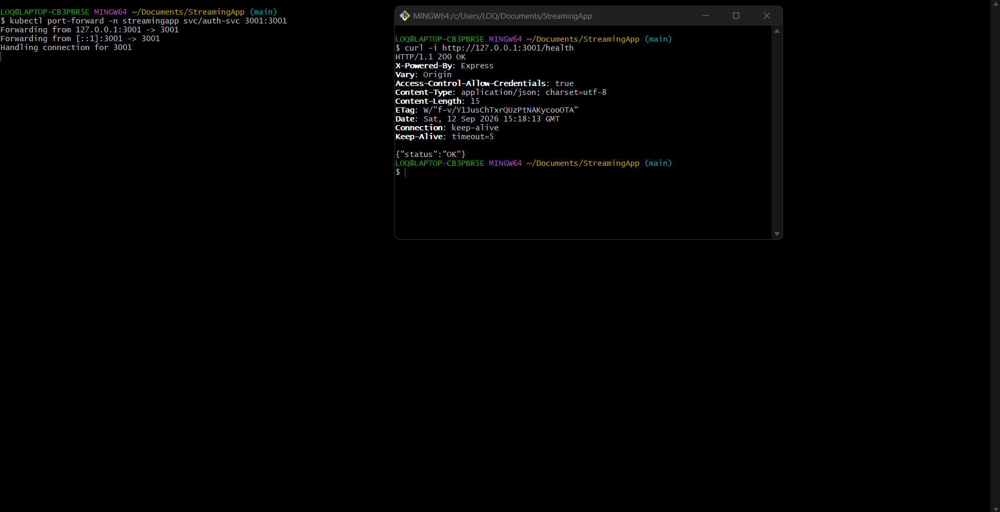 LOQ@LAPTOP-CB3PBR5E MINGW64 ~/Documents/StreamingApp (main)
$ kubectl port-forward -n streamingapp svc/auth-svc 3001:3001
Forwarding from 127.0.0.1:3001 -> 3001
Forwarding from [::1]:3001 -> 3001
Handling connection for 3001
MINGW64:/c/Users/LOQ/Documents/StreamingApp
LOQ@LAPTOP-CB3PBR5E MINGW64 ~/Documents/StreamingApp (main)
$ curl -i http://127.0.0.1:3001/health
HTTP/1.1 200 OK
X-Powered-By: Express
Vary: Origin
Access-Control-Allow-Credentials: true
Content-Type: application/json; charset=utf-8
Content-Length: 15
ETag: W/"f-v/Y1JusChTxrQUzPtNAKycooOTA"
Date: Sat, 12 Sep 2026 15:18:13 GMT
Connection: keep-alive
Keep-Alive: timeout=5
{"status":"OK"}
LOQ@LAPTOP-CB3PBR5E MINGW64 ~/Documents/StreamingApp (main)
$